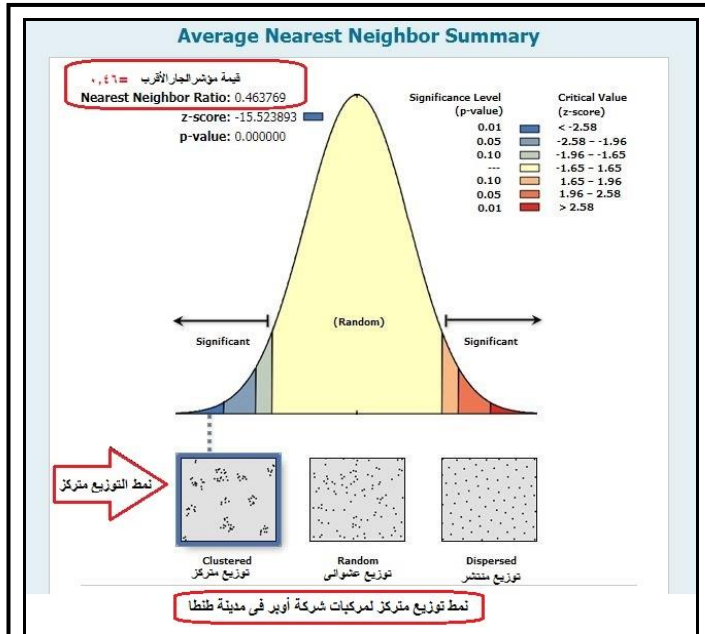 Average Nearest Neighbor Summary
قيمة مؤشر الجار الأقرب = ٠,٤٦
Nearest Neighbor Ratio: 0.463769
z-score: -15.523893
p-value: 0.000000
Significance Level (p-value)
Critical Value (z-score)
0.01 < -2.58
0.05 -2.58 – -1.96
0.10 -1.96 – -1.65
--- -1.65 – 1.65
0.10 1.65 – 1.96
0.05 1.96 – 2.58
0.01 > 2.58
(Random)
Significant
Significant
نمط التوزيع متركز
Clustered
توزيع متركز
Random
توزيع عشوائى
Dispersed
توزيع منتشر
نمط توزيع متركز لمركبات شركة أوبر فى مدينة طنطا